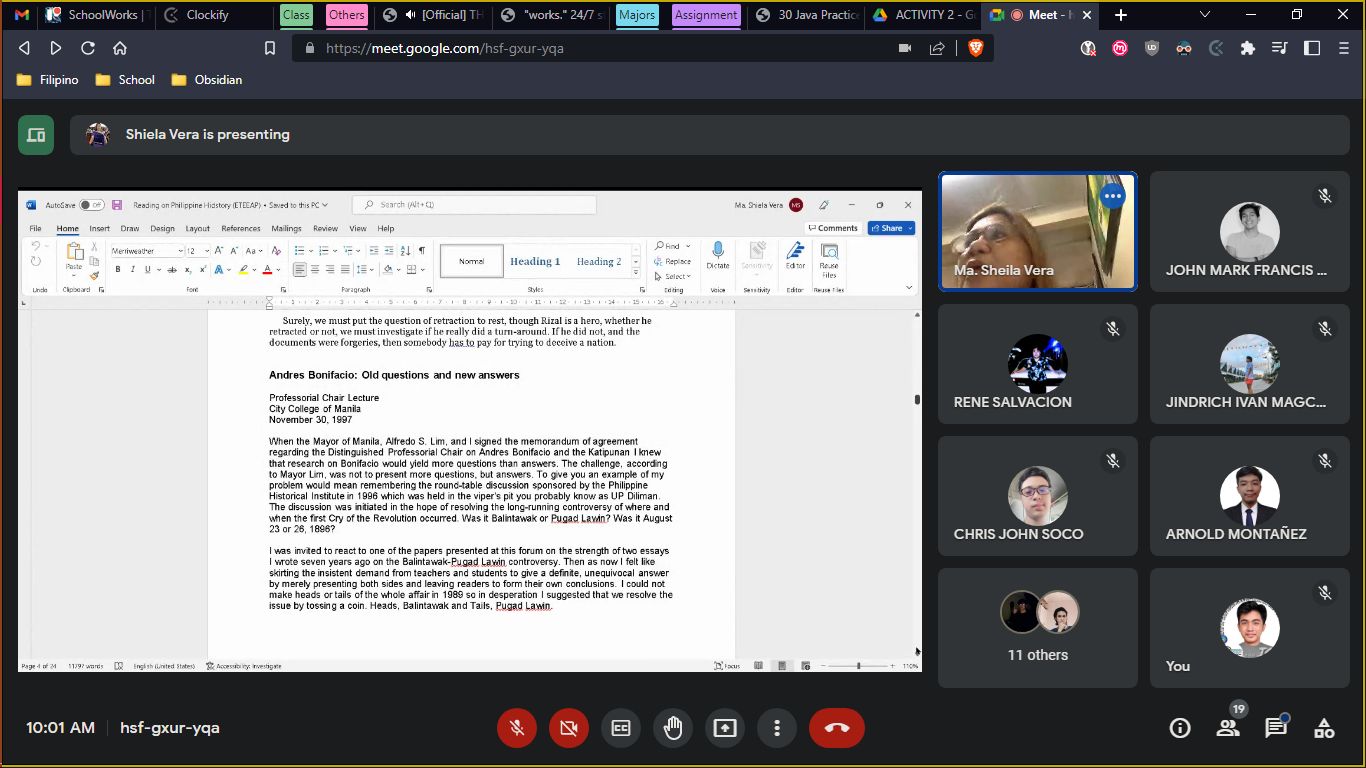 SchoolWorks | T
Clockify
Class
Others
[Official] TH
"works." 24/7 s
Majors
Assignment
30 Java Practice
ACTIVITY 2 - Go
Meet - h
https://meet.google.com/hsf-gxur-yqa
Filipino
School
Obsidian
Shiela Vera is presenting
AutoSave
Off
Reading on Philippine Hidstory (ETEEAP) • Saved to this PC
Search (Alt+Q)
Ma. Shiela Vera
MS
File
Home
Insert
Draw
Design
Layout
References
Mailings
Review
View
Help
Comments
Share
Paste
Merriweather
12
Normal
Heading 1
Heading 2
Find
Replace
Select
Dictate
Sensitivity
Editor
Reuse
Files
Undo
Clipboard
Font
Paragraph
Styles
Editing
Voice
Sensitivity
Editor
Reuse Files
Surely, we must put the question of retraction to rest, though Rizal is a hero, whether he
retracted or not, we must investigate if he really did a turn-around. If he did not, and the
documents were forgeries, then somebody has to pay for trying to deceive a nation.
Andres Bonifacio: Old questions and new answers
Professorial Chair Lecture
City College of Manila
November 30, 1997
When the Mayor of Manila, Alfredo S. Lim, and I signed the memorandum of agreement
regarding the Distinguished Professorial Chair on Andres Bonifacio and the Katipunan I knew
that research on Bonifacio would yield more questions than answers. The challenge, according
to Mayor Lim, was not to present more questions, but answers. To give you an example of my
problem would mean remembering the round-table discussion sponsored by the Philippine
Historical Institute in 1996 which was held in the viper's pit you probably know as UP Diliman.
The discussion was initiated in the hope of resolving the long-running controversy of where and
when the first Cry of the Revolution occurred. Was it Balintawak or Pugad Lawin? Was it August
23 or 26, 1896?
I was invited to react to one of the papers presented at this forum on the strength of two essays
I wrote seven years ago on the Balintawak-Pugad Lawin controversy. Then as now I felt like
skirting the insistent demand from teachers and students to give a definite, unequivocal answer
by merely presenting both sides and leaving readers to form their own conclusions. I could not
make heads or tails of the whole affair in 1989 so in desperation I suggested that we resolve the
issue by tossing a coin. Heads, Balintawak and Tails, Pugad Lawin.
Page 4 of 24
11797 words
English (United States)
Accessibility: Investigate
Focus
110%
Ma. Sheila Vera
JOHN MARK FRANCIS ...
RENE SALVACION
JINDRICH IVAN MAGC...
CHRIS JOHN SOCO
ARNOLD MONTAÑEZ
11 others
You
10:01 AM
hsf-gxur-yqa
19